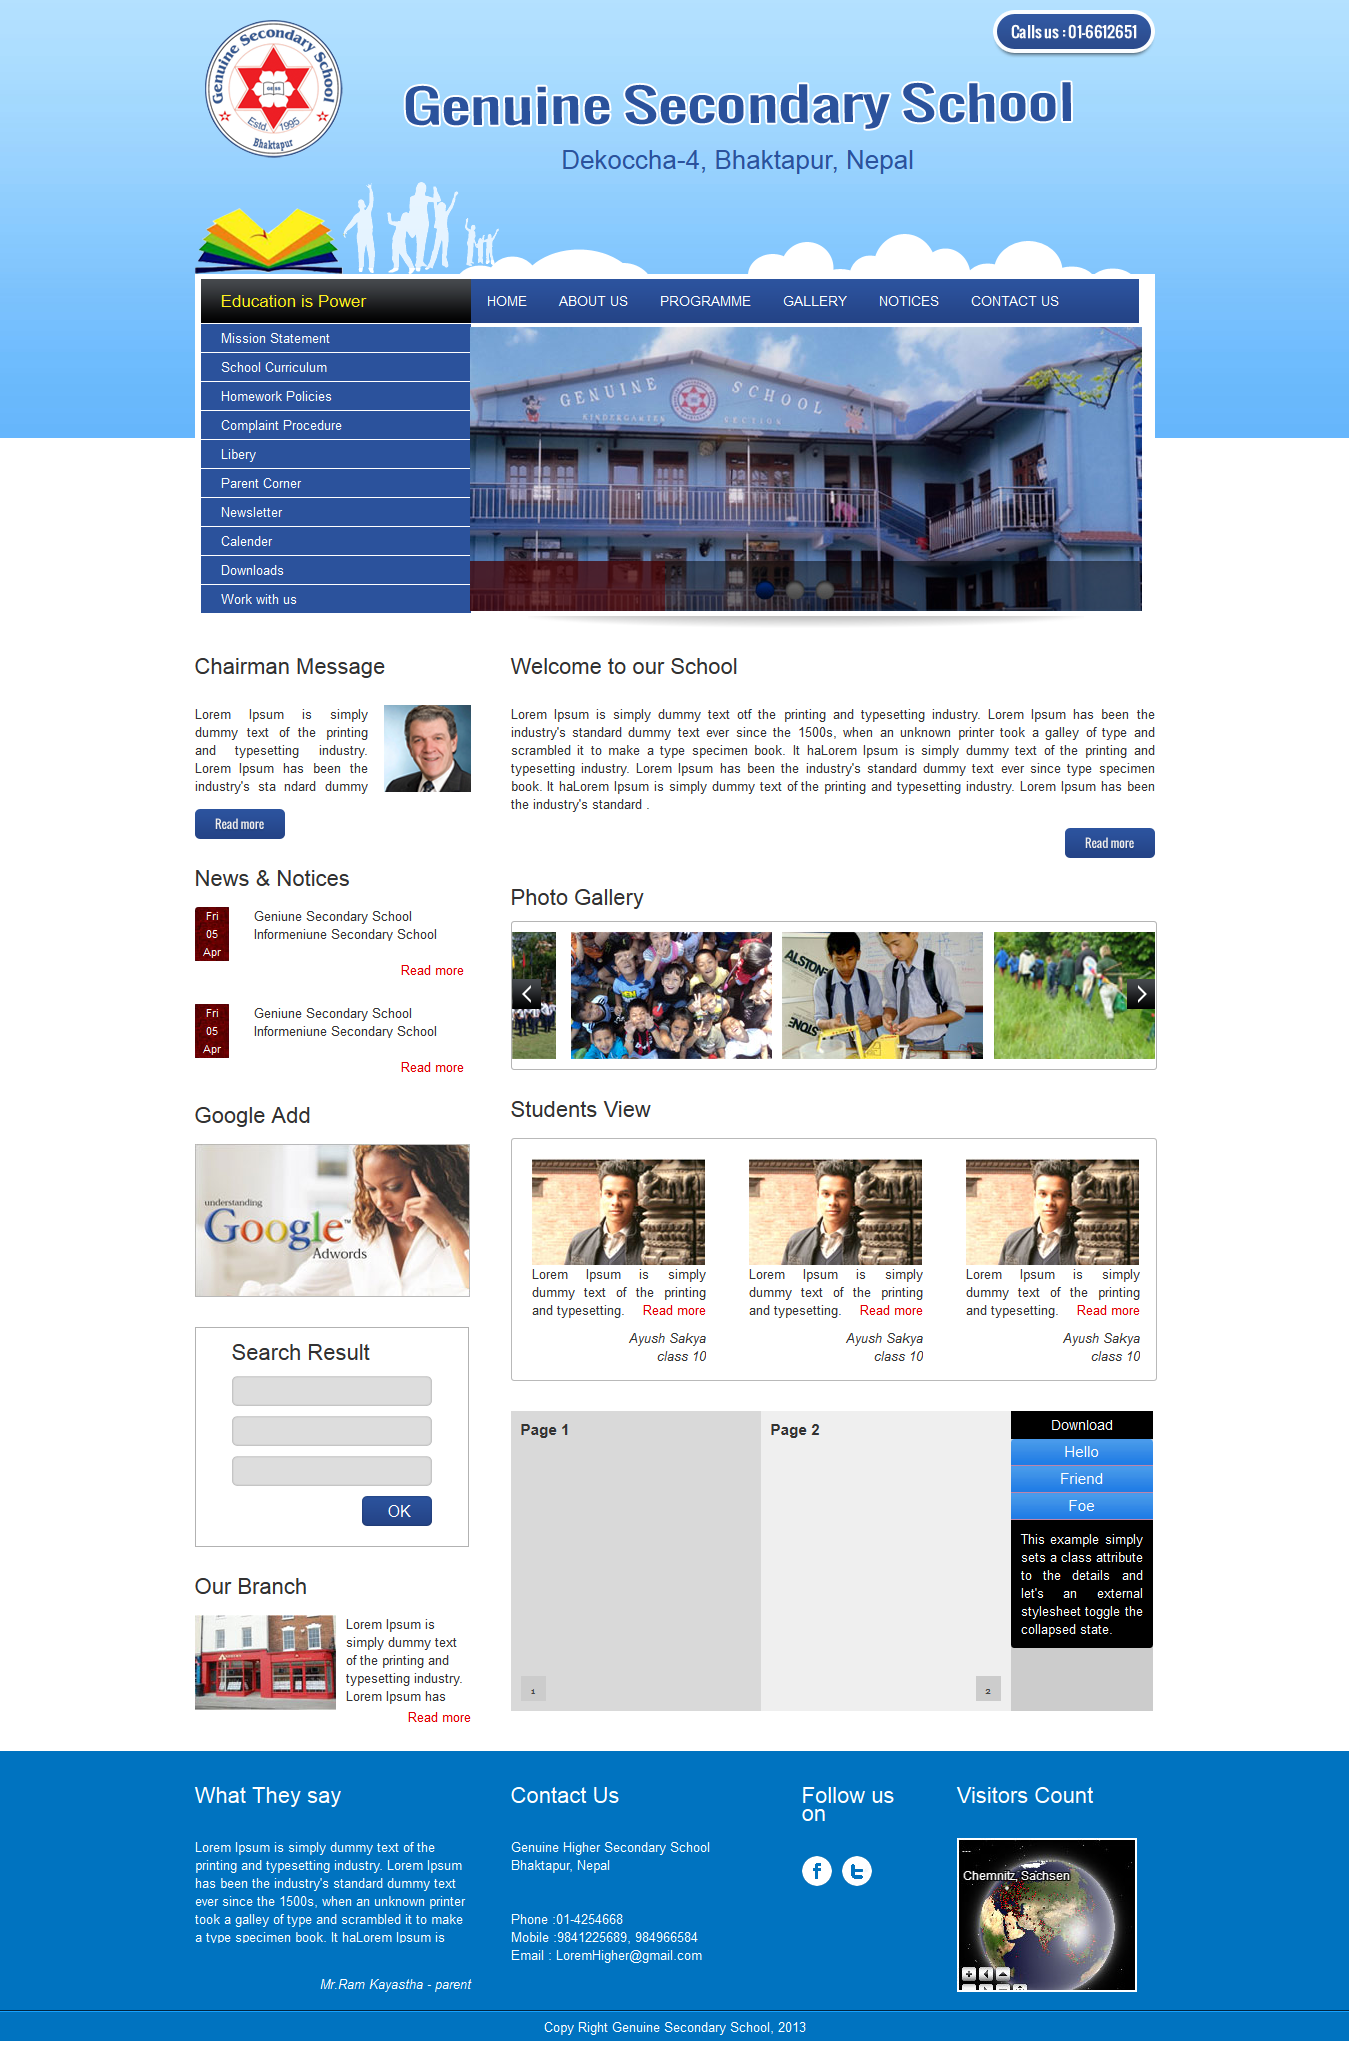 Genuine Secondary School
Estd. 1995
Bhaktapur
Calls us : 01-6612651
Genuine Secondary School
Dekoccha-4, Bhaktapur, Nepal
Education is Power
HOME ABOUT US PROGRAMME GALLERY NOTICES CONTACT US
Mission Statement
School Curriculum
Homework Policies
Complaint Procedure
Libery
Parent Corner
Newsletter
Calender
Downloads
Work with us
GENUINE SCHOOL
KINDERGARTEN SECTION
Chairman Message
Lorem Ipsum is simply
dummy text of the printing
and typesetting industry.
Lorem Ipsum has been the
industry's sta ndard dummy
Read more
Welcome to our School
Lorem Ipsum is simply dummy text otf the printing and typesetting industry. Lorem Ipsum has been the
industry's standard dummy text ever since the 1500s, when an unknown printer took a galley of type and
scrambled it to make a type specimen book. It haLorem Ipsum is simply dummy text of the printing and
typesetting industry. Lorem Ipsum has been the industry's standard dummy text ever since type specimen
book. It haLorem Ipsum is simply dummy text of the printing and typesetting industry. Lorem Ipsum has been
the industry's standard .
Read more
News & Notices
Fri
05
Apr
Geniune Secondary School
Informeniune Secondary School
Read more
Fri
05
Apr
Geniune Secondary School
Informeniune Secondary School
Read more
Photo Gallery
ALSTON
STONE
Google Add
understanding
Google™
Adwords
Students View
Lorem Ipsum is simply
dummy text of the printing
and typesetting. Read more
Ayush Sakya
class 10
Lorem Ipsum is simply
dummy text of the printing
and typesetting. Read more
Ayush Sakya
class 10
Lorem Ipsum is simply
dummy text of the printing
and typesetting. Read more
Ayush Sakya
class 10
Search Result
OK
Page 1
1
Page 2
2
Download
Hello
Friend
Foe
This example simply
sets a class attribute
to the details and
let's an external
stylesheet toggle the
collapsed state.
Our Branch
Lorem Ipsum is
simply dummy text
of the printing and
typesetting industry.
Lorem Ipsum has
Read more
What They say
Lorem Ipsum is simply dummy text of the
printing and typesetting industry. Lorem Ipsum
has been the industry's standard dummy text
ever since the 1500s, when an unknown printer
took a galley of type and scrambled it to make
a type specimen book. It haLorem Ipsum is
Mr.Ram Kayastha - parent
Contact Us
Genuine Higher Secondary School
Bhaktapur, Nepal
Phone :01-4254668
Mobile :9841225689, 984966584
Email : LoremHigher@gmail.com
Follow us
on
Visitors Count
Chemnitz, Sachsen
Copy Right Genuine Secondary School, 2013